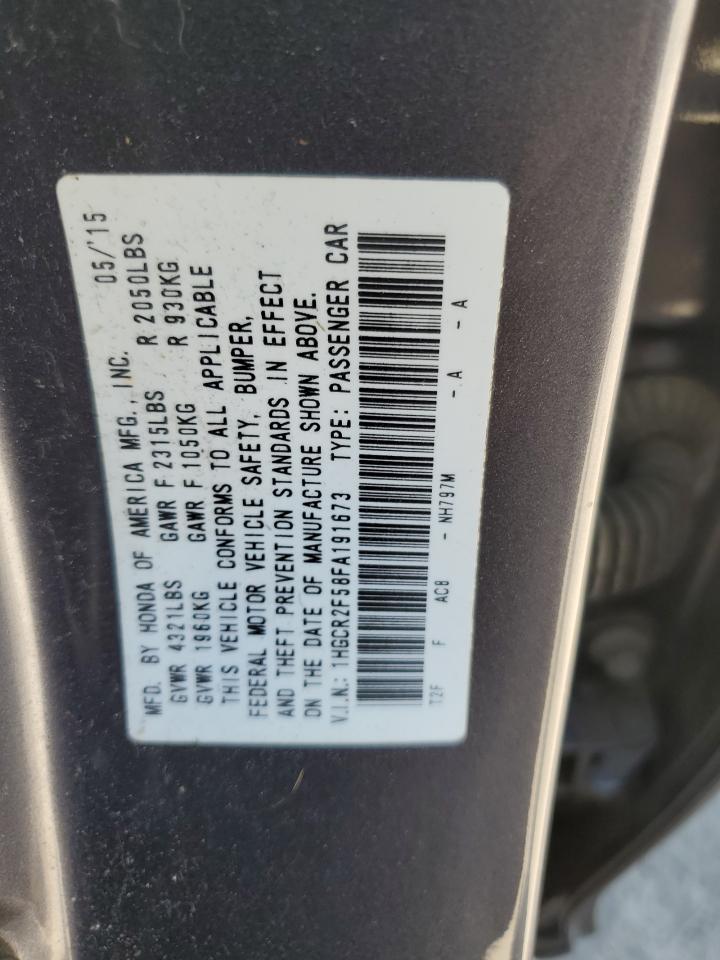 MFD. BY HONDA OF AMERICA MFG., INC. 05/'15
GVWR 4321LBS GAWR F 2315LBS R 2050LBS
GVWR 1960KG GAWR F 1050KG R 930KG
THIS VEHICLE CONFORMS TO ALL APPLICABLE
FEDERAL MOTOR VEHICLE SAFETY, BUMPER,
AND THEFT PREVENTION STANDARDS IN EFFECT
ON THE DATE OF MANUFACTURE SHOWN ABOVE.
V.I.N.: 1HGCR2F58FA191673 TYPE: PASSENGER CAR
T2F F AC8 - NH797M - A - A